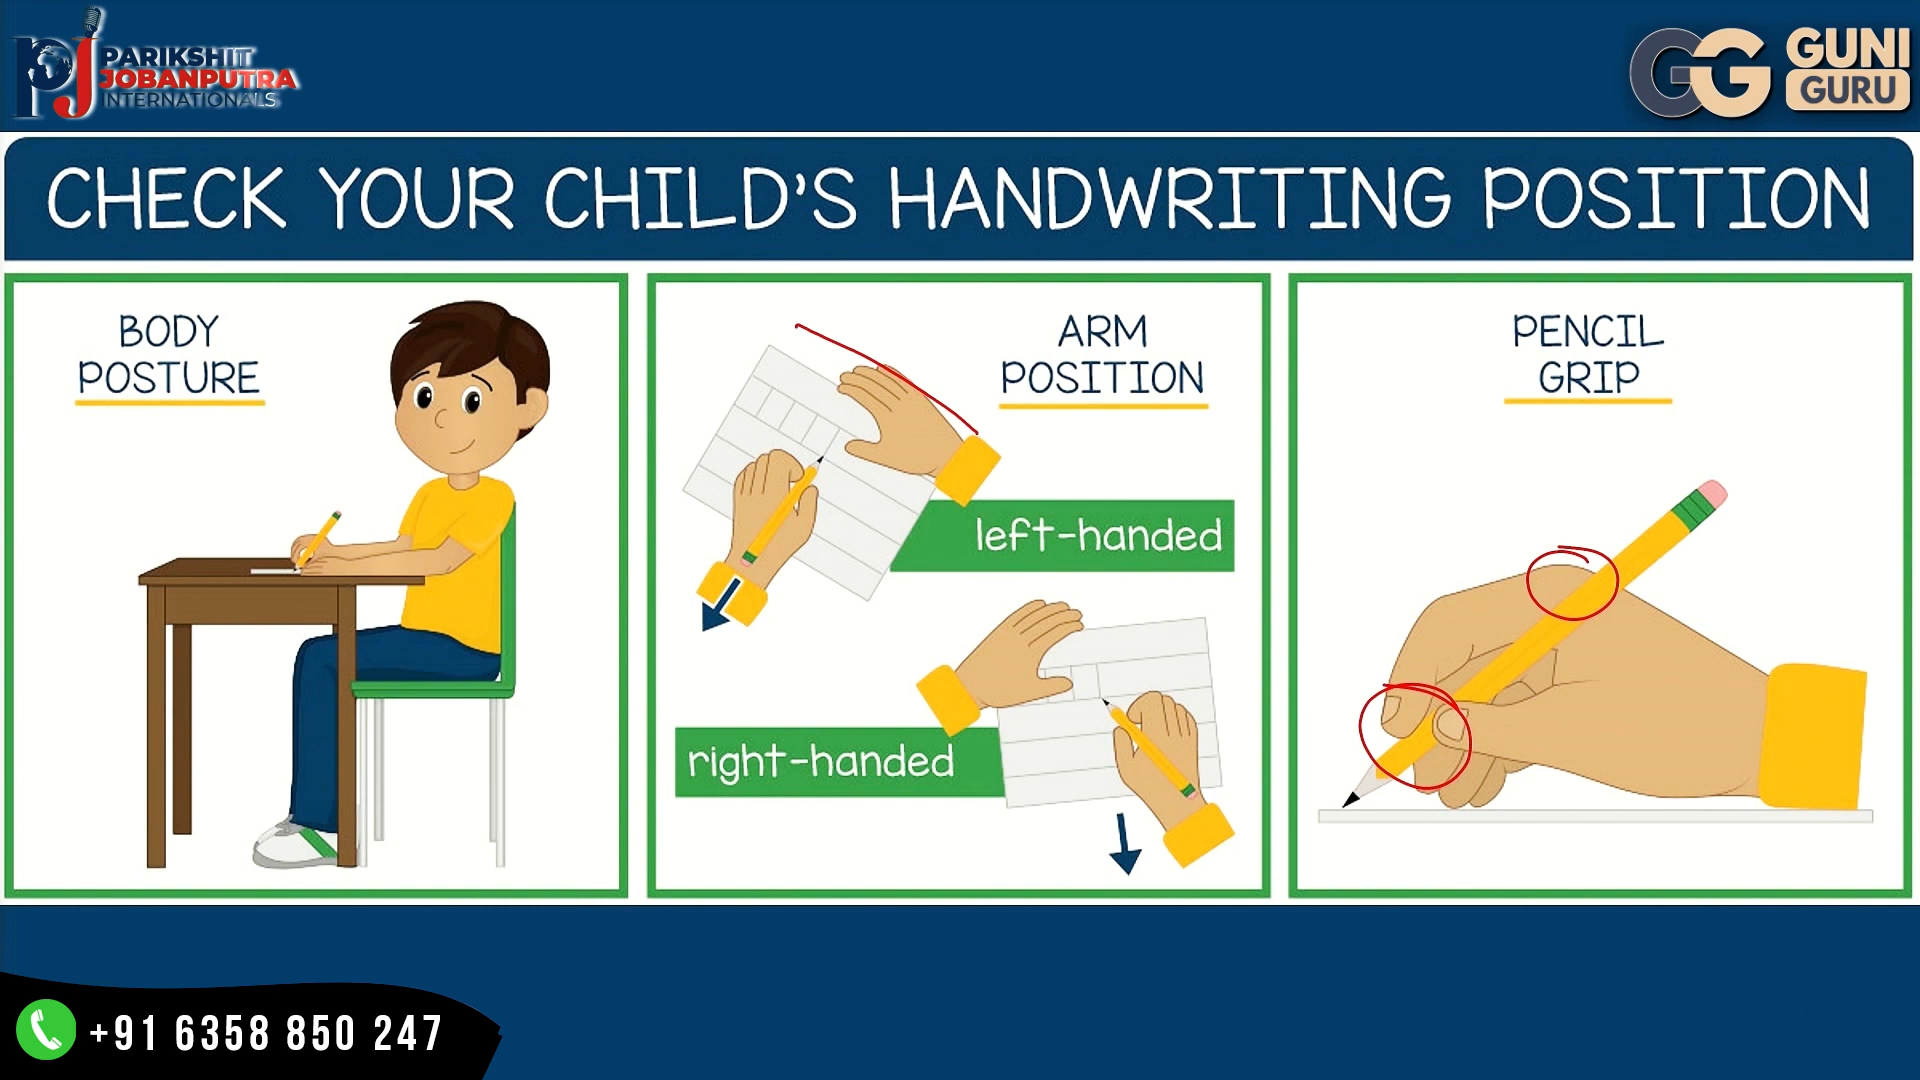 PARIKSHIT
JOBANPUTRA
INTERNATIONALS
GUNI
GURU
CHECK YOUR CHILD'S HANDWRITING POSITION
BODY
POSTURE
ARM
POSITION
left-handed
right-handed
PENCIL
GRIP
+91 6358 850 247